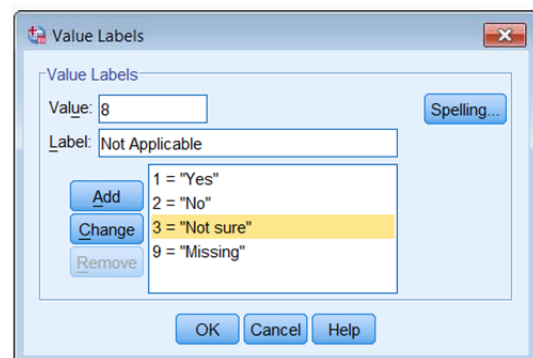 Value Labels
Value Labels
Value: 8
Spelling...
Label: Not Applicable
Add
Change
Remove
1 = "Yes"
2 = "No"
3 = "Not sure"
9 = "Missing"
OK Cancel Help